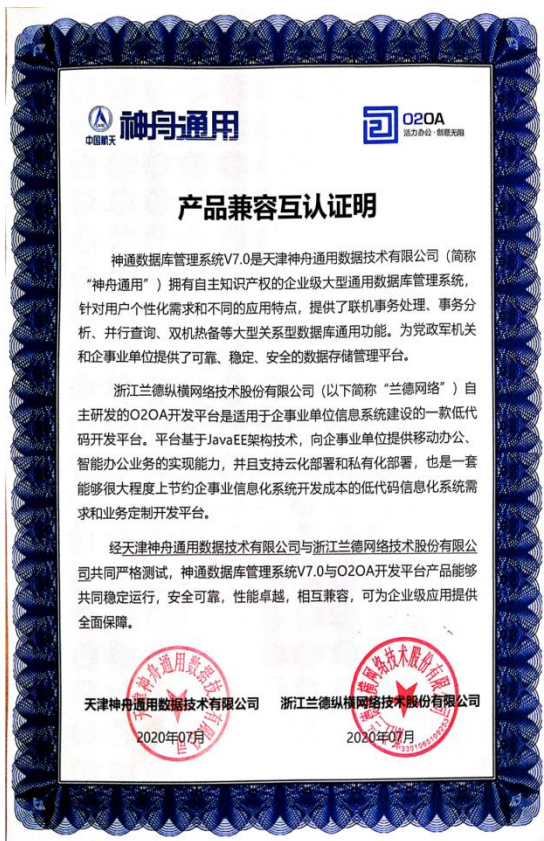 中国航天
神舟通用
O2OA
活力办公·创意无限
产品兼容互认证明
神通数据库管理系统V7.0是天津神舟通用数据技术有限公司（简称
“神舟通用”）拥有自主知识产权的企业级大型通用数据库管理系统，
针对用户个性化需求和不同的应用特点，提供了联机事务处理、事务分
析、并行查询、双机热备等大型关系型数据库通用功能。为党政军机关
和企事业单位提供了可靠、稳定、安全的数据存储管理平台。
浙江兰德纵横网络技术股份有限公司（以下简称“兰德网络”）自
主研发的O2OA开发平台是适用于企事业单位信息系统建设的一款低代
码开发平台。平台基于JavaEE架构技术，向企事业单位提供移动办公、
智能办公业务的实现能力，并且支持云化部署和私有化部署，也是一套
能够很大程度上节约企事业信息化系统开发成本的低代码信息化系统需
求和业务定制开发平台。
经天津神舟通用数据技术有限公司与浙江兰德网络技术股份有限公
司共同严格测试，神通数据库管理系统V7.0与O2OA开发平台产品能够
共同稳定运行，安全可靠，性能卓越，相互兼容，可为企业级应用提供
全面保障。
天津神舟通用数据技术有限公司
浙江兰德纵横网络技术股份有限公司
2020年07月
2020年07月
天津神舟通用数据技术有限公司